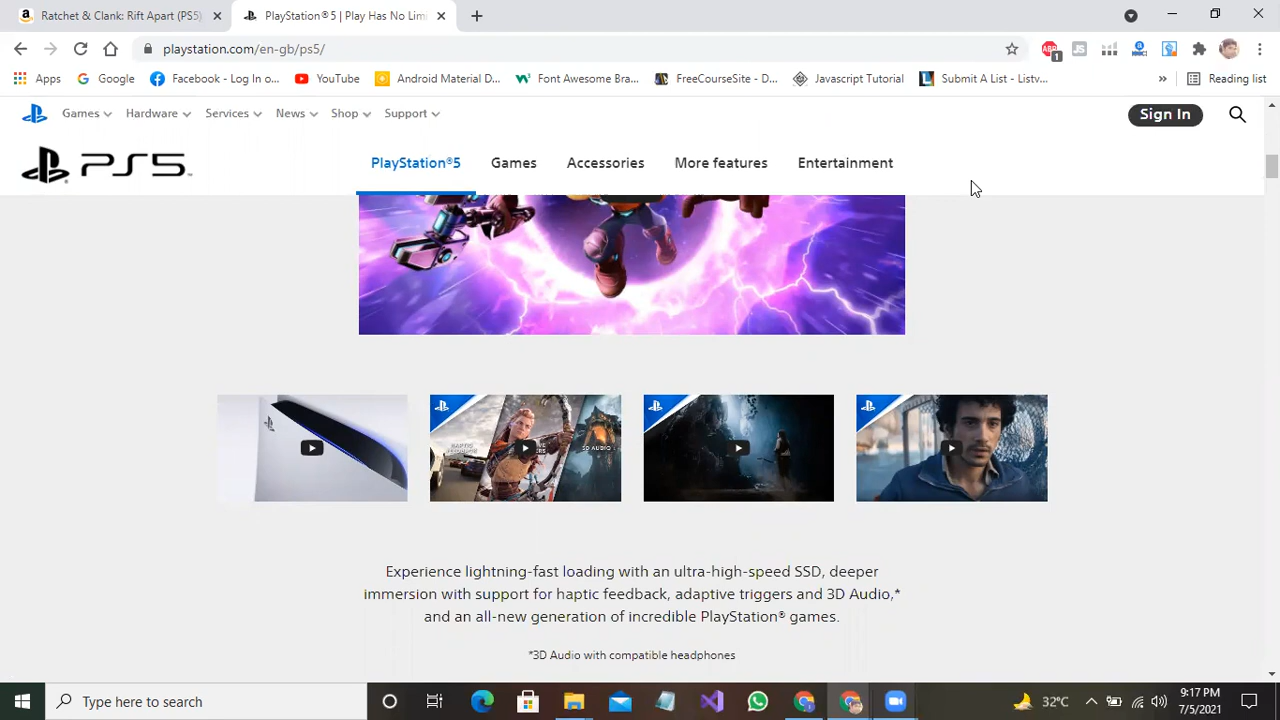 Ratchet & Clank: Rift Apart (PS5)
PlayStation®5 | Play Has No Limi
playstation.com/en-gb/ps5/
1
Apps
Google
Facebook - Log In o...
YouTube
Android Material D...
Font Awesome Bra...
FreeCourseSite - D...
Javascript Tutorial
Submit A List - Listv...
»
Reading list
Games
Hardware
Services
News
Shop
Support
Sign In
PS5
PlayStation®5
Games
Accessories
More features
Entertainment
Experience lightning-fast loading with an ultra-high-speed SSD, deeper
immersion with support for haptic feedback, adaptive triggers and 3D Audio,*
and an all-new generation of incredible PlayStation® games.
*3D Audio with compatible headphones
Type here to search
32°C
9:17 PM
7/5/2021